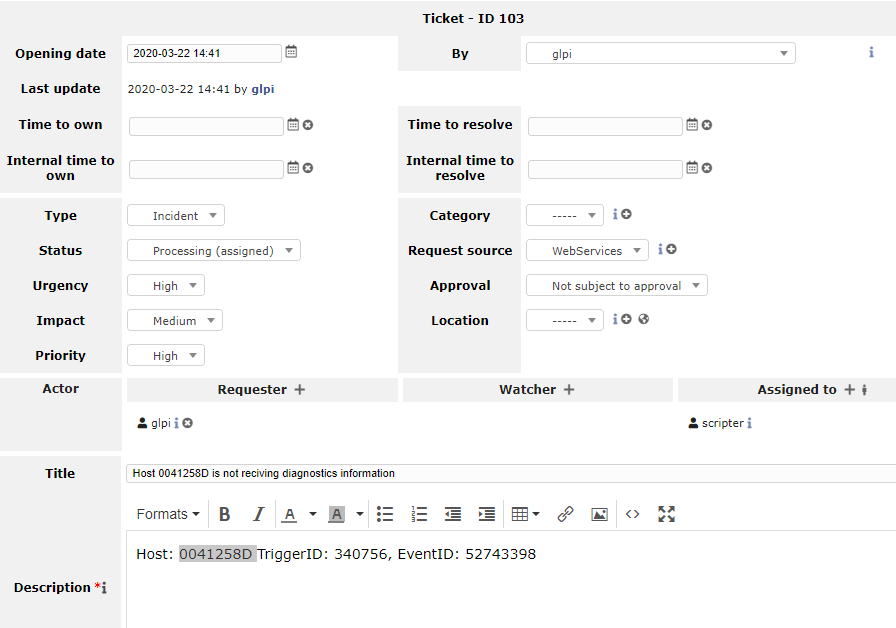 Ticket - ID 103
Opening date 2020-03-22 14:41 By glpi
Last update 2020-03-22 14:41 by glpi
Time to own Time to resolve
Internal time to own Internal time to resolve
Type Incident Category -----
Status Processing (assigned) Request source WebServices
Urgency High Approval Not subject to approval
Impact Medium Location -----
Priority High
Actor Requester Watcher Assigned to
glpi scripter
Title Host 0041258D is not reciving diagnostics information
Formats B I A A
Host: 0041258D TriggerID: 340756, EventID: 52743398
Description *